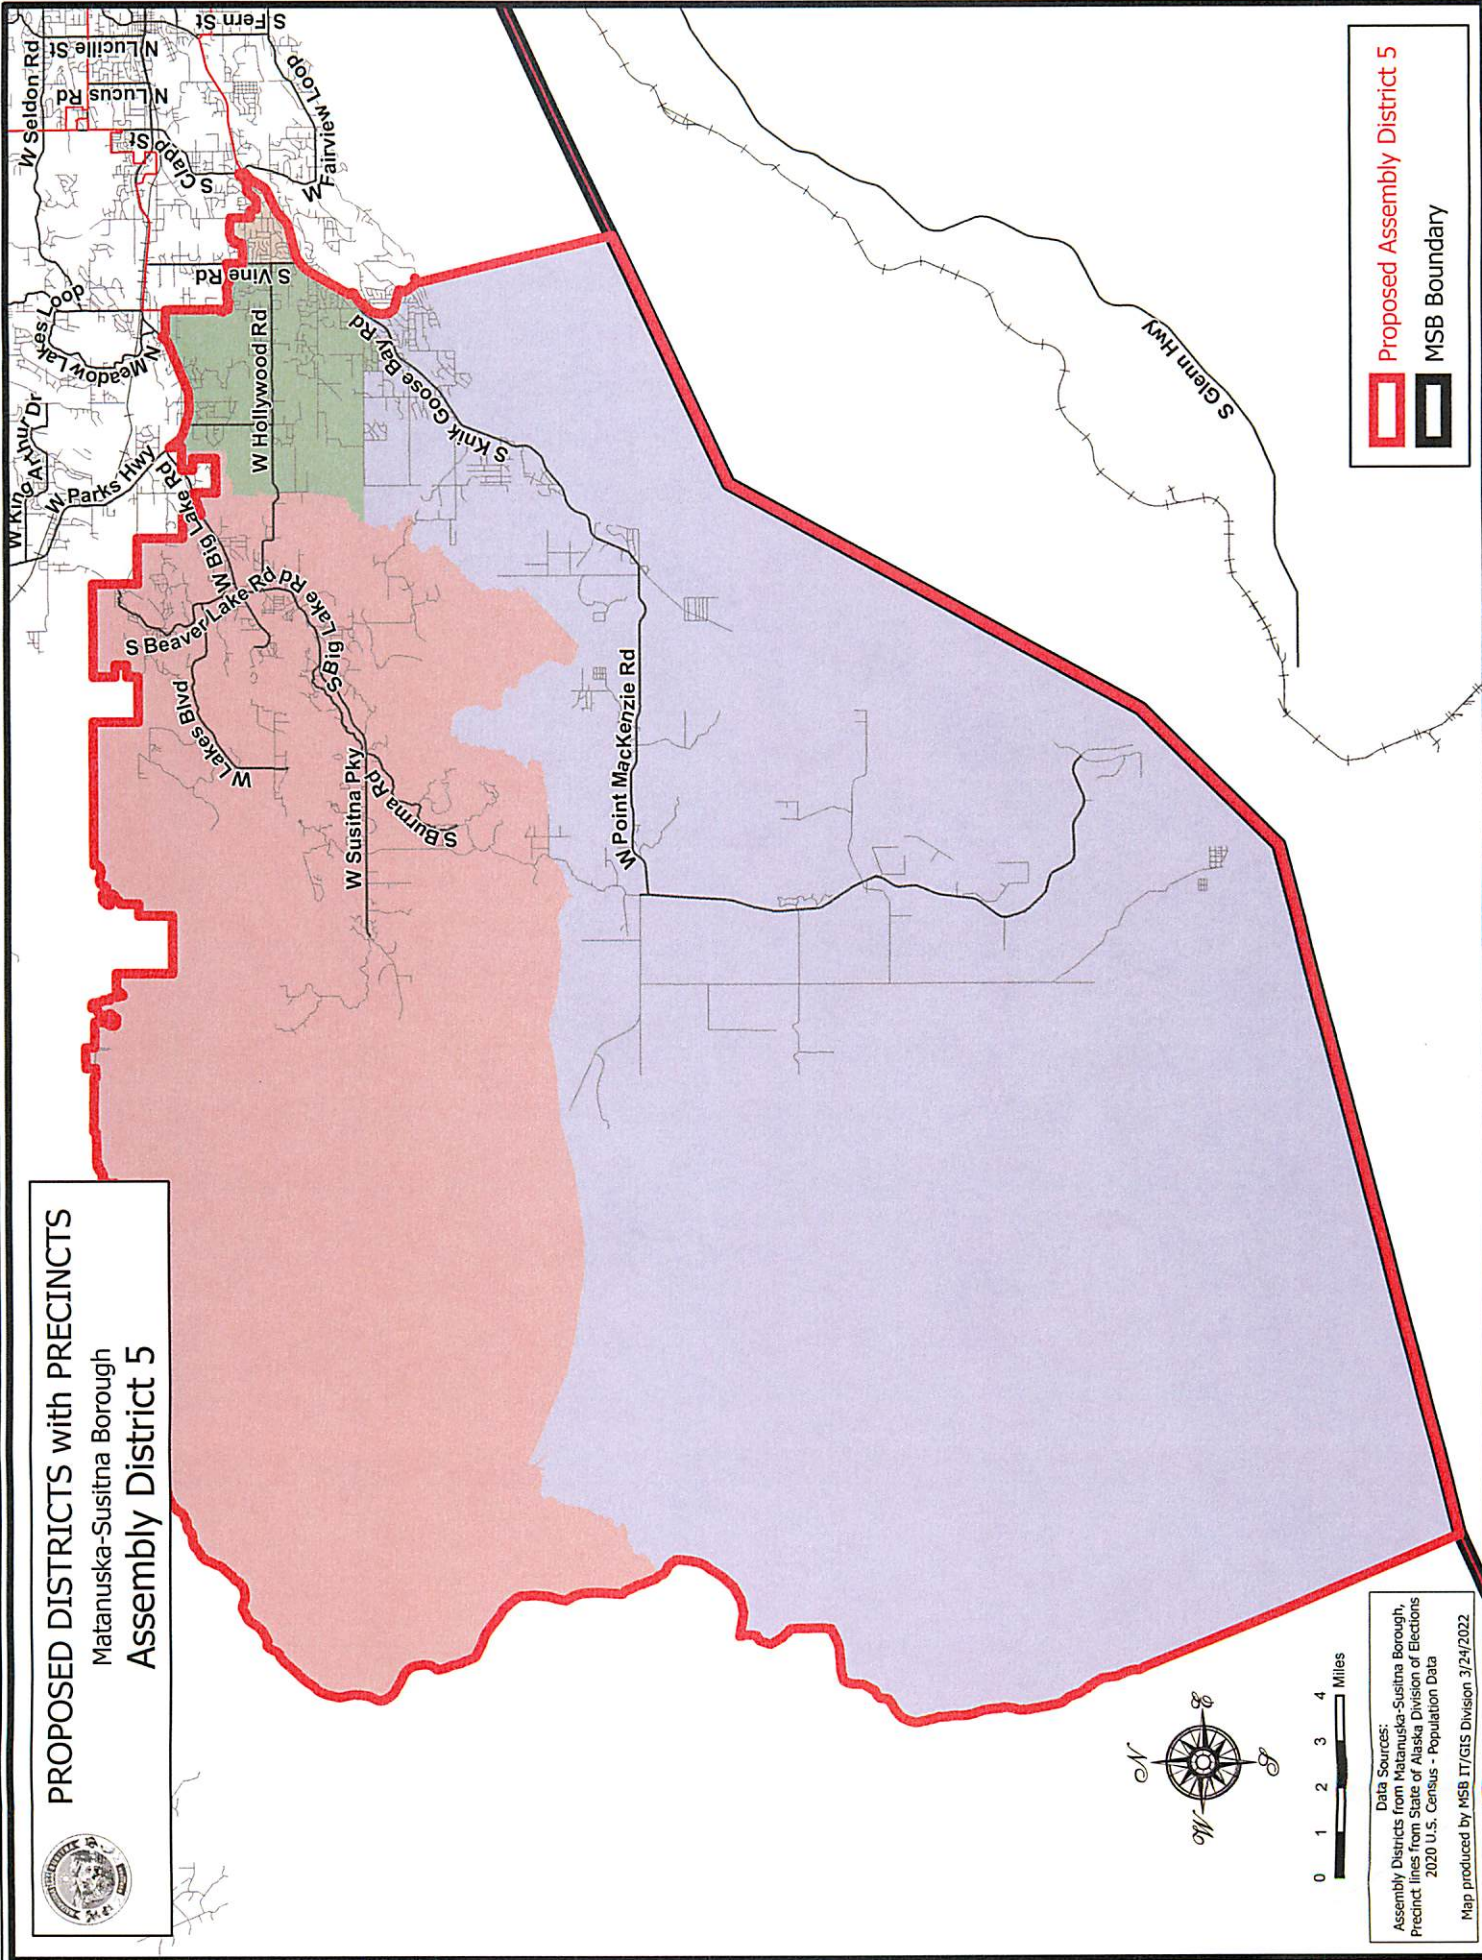 PROPOSED DISTRICTS with PRECINCTS
Matanuska-Susitna Borough
Assembly District 5
W King Arthur Dr
W Parks Hwy
N Meadow Lakes Loop
W Seldon Rd
N Lucus Rd
N Lucille St
S Clapp St
S Fern St
W Fairview Loop
S Vine Rd
W Hollywood Rd
W Big Lake Rd
S Beaver Lake Rd
S Big Lake Rd
W Lakes Blvd
W Susitna Pky
S Burma Rd
S Knik Goose Bay Rd
W Point MacKenzie Rd
S Glenn Hwy
Proposed Assembly District 5
MSB Boundary
N
W
E
S
0 1 2 3 4
Miles
Data Sources:
Assembly Districts from Matanuska-Susitna Borough,
Precinct lines from State of Alaska Division of Elections
2020 U.S. Census - Population Data
Map produced by MSB IT/GIS Division 3/24/2022